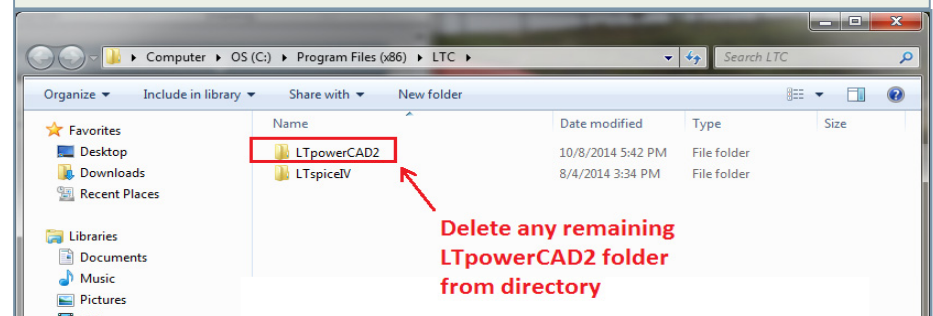 Computer ▸ OS (C:) ▸ Program Files (x86) ▸ LTC ▸ Search LTC
Organize Include in library Share with New folder
Favorites
Desktop
Downloads
Recent Places
Libraries
Documents
Music
Pictures
Name Date modified Type Size
LTpowerCAD2 10/8/2014 5:42 PM File folder
LTspiceIV 8/4/2014 3:34 PM File folder
Delete any remaining
LTpowerCAD2 folder
from directory